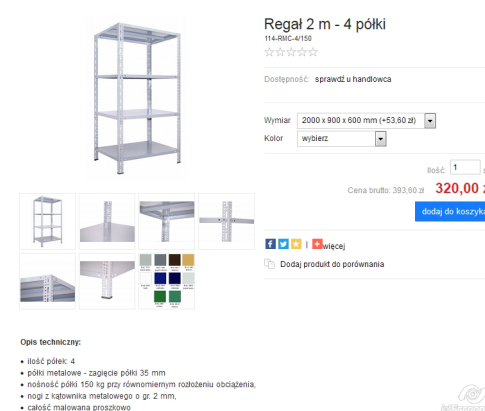 Regał 2 m - 4 półki
114-RMC-4/150
Dostępność: sprawdź u handlowca
Wymiar 2000 x 900 x 600 mm (+53,60 zł)
Kolor wybierz
Ilość: 1
Cena brutto: 393,60 zł 320,00
dodaj do koszyka
więcej
Dodaj produkt do porównania
Opis techniczny:
ilość półek: 4
półki metalowe - zagięcie półki 35 mm
nośność półki 150 kg przy równomiernym rozłożeniu obciążenia,
nogi z kątownika metalowego o gr. 2 mm,
całość malowana proszkowo